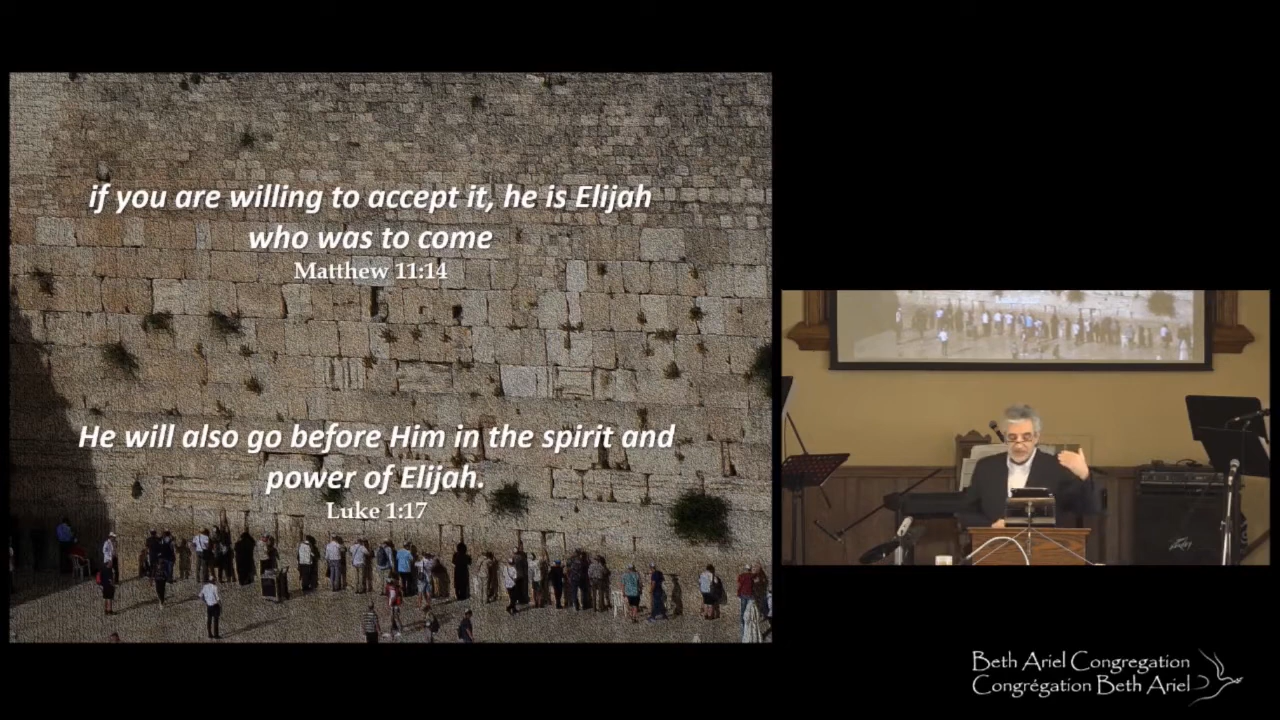 if you are willing to accept it, he is Elijah
who was to come
Matthew 11:14
He will also go before Him in the spirit and
power of Elijah.
Luke 1:17
Beth Ariel Congregation
Congrégation Beth Ariel